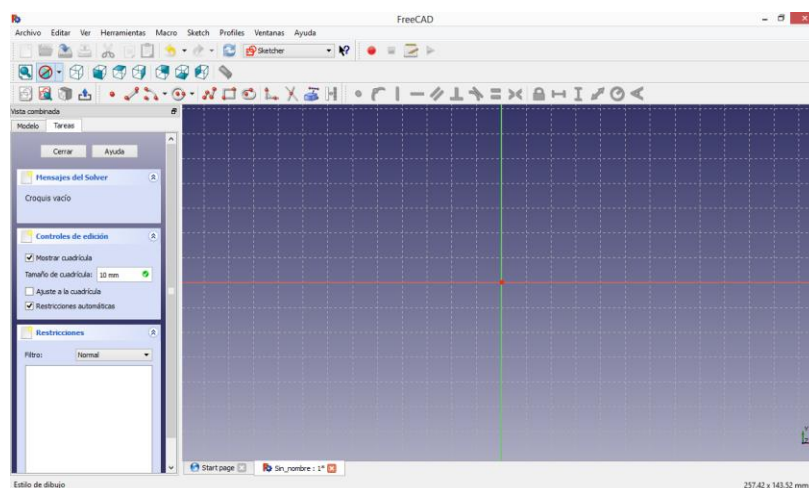 FreeCAD
Archivo Editar Ver Herramientas Macro Sketch Profiles Ventanas Ayuda
Sketcher
Vista combinada
Modelo Tareas
Cerrar Ayuda
Mensajes del Solver
Croquis vacío
Controles de edición
Mostrar cuadrícula
Tamaño de cuadrícula: 10 mm
Ajuste a la cuadrícula
Restricciones automáticas
Restricciones
Filtro: Normal
Y
Z
Start page Sin_nombre : 1*
Estilo de dibujo 257.42 x 143.52 mm